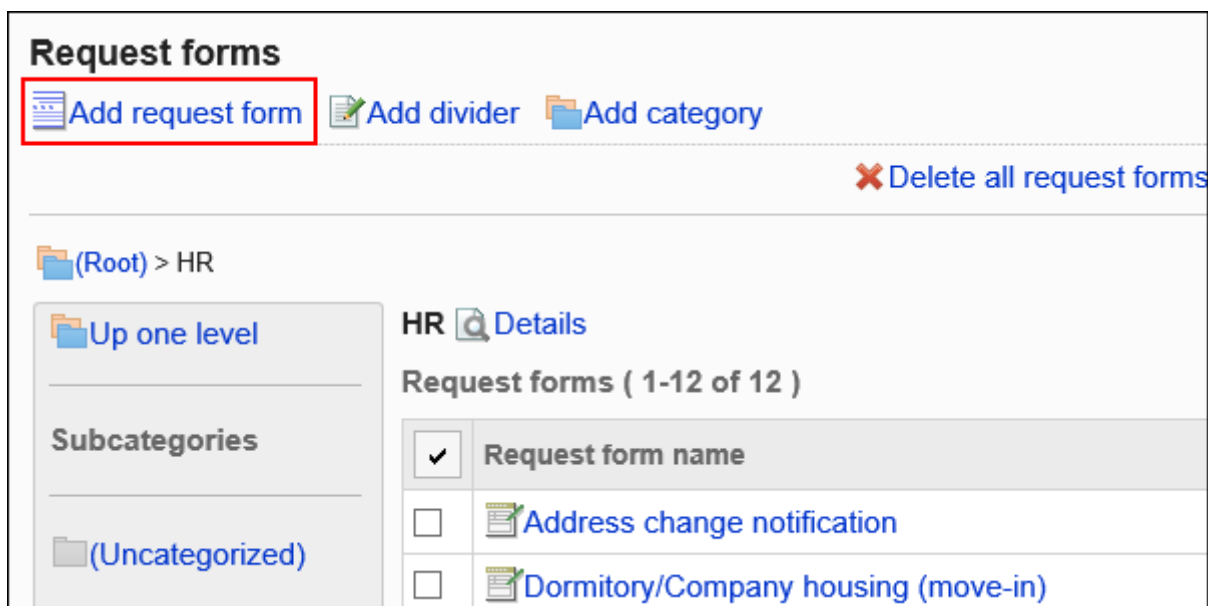 Request forms
Add request form Add divider Add category
Delete all request forms
(Root) > HR
Up one level
Subcategories
(Uncategorized)
HR Details
Request forms ( 1-12 of 12 )
Request form name
Address change notification
Dormitory/Company housing (move-in)